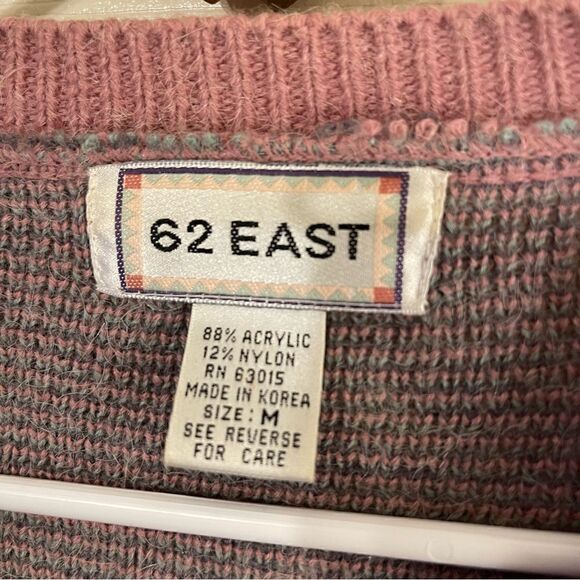 62 EAST
88% ACRYLIC
12% NYLON
RN 63015
MADE IN KOREA
SIZE: M
SEE REVERSE
FOR CARE